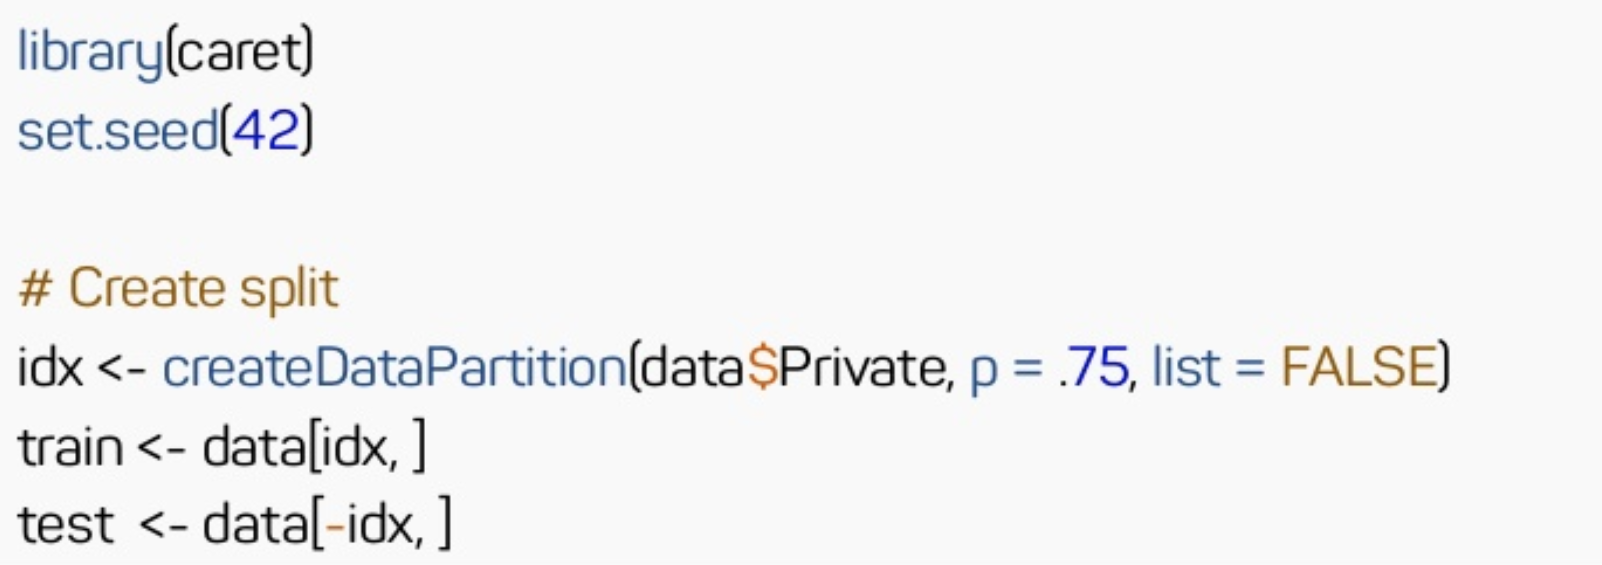 library(caret)
set.seed(42)
# Create split
idx <- createDataPartition(data$Private, p = .75, list = FALSE)
train <- data[idx, ]
test  <- data[-idx, ]